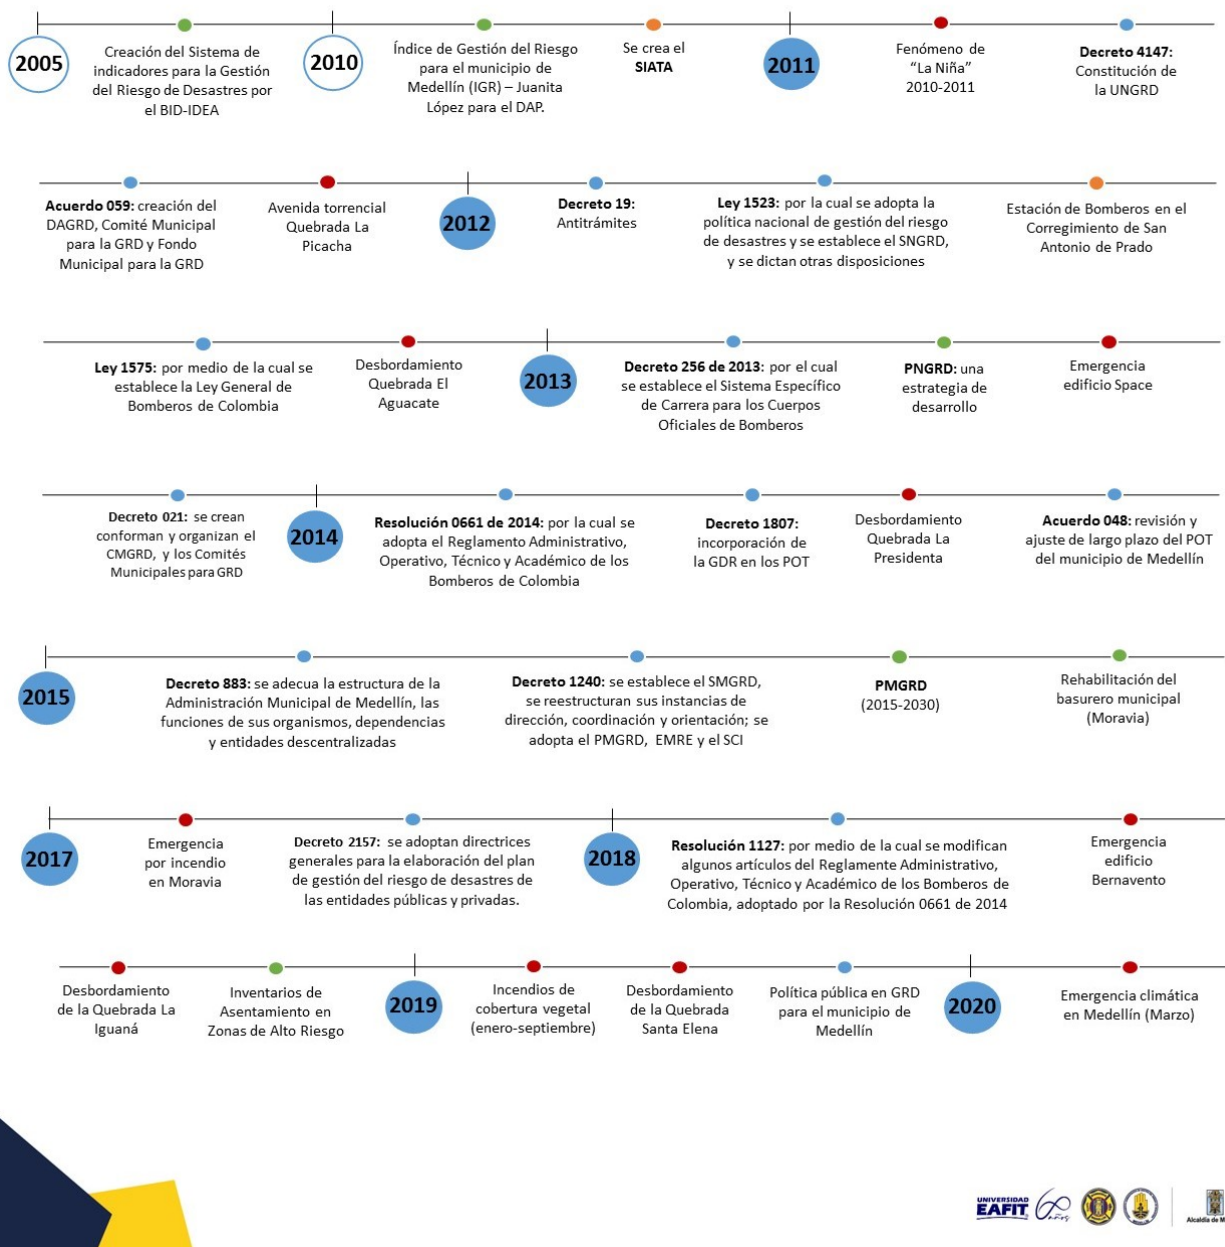 2005
Creación del Sistema de
indicadores para la Gestión
del Riesgo de Desastres por
el BID-IDEA
2010
Índice de Gestión del Riesgo
para el municipio de
Medellín (IGR) – Juanita
López para el DAP.
Se crea el
SIATA
2011
Fenómeno de
“La Niña”
2010-2011
Decreto 4147:
Constitución de
la UNGRD
Acuerdo 059: creación del
DAGRD, Comité Municipal
para la GRD y Fondo
Municipal para la GRD
Avenida torrencial
Quebrada La
Picacha
2012
Decreto 19:
Antitrámites
Ley 1523: por la cual se adopta la
política nacional de gestión del riesgo
de desastres y se establece el SNGRD,
y se dictan otras disposiciones
Estación de Bomberos en el
Corregimiento de San
Antonio de Prado
Ley 1575: por medio de la cual se
establece la Ley General de
Bomberos de Colombia
Desbordamiento
Quebrada El
Aguacate
2013
Decreto 256 de 2013: por el cual
se establece el Sistema Específico
de Carrera para los Cuerpos
Oficiales de Bomberos
PNGRD: una
estrategia de
desarrollo
Emergencia
edificio Space
Decreto 021: se crean
conforman y organizan el
CMGRD, y los Comités
Municipales para GRD
2014
Resolución 0661 de 2014: por la cual se
adopta el Reglamento Administrativo,
Operativo, Técnico y Académico de los
Bomberos de Colombia
Decreto 1807:
incorporación de
la GDR en los POT
Desbordamiento
Quebrada La
Presidenta
Acuerdo 048: revisión y
ajuste de largo plazo del POT
del municipio de Medellín
2015
Decreto 883: se adecua la estructura de la
Administración Municipal de Medellín, las
funciones de sus organismos, dependencias
y entidades descentralizadas
Decreto 1240: se establece el SMGRD,
se reestructuran sus instancias de
dirección, coordinación y orientación; se
adopta el PMGRD, EMRE y el SCI
PMGRD
(2015-2030)
Rehabilitación del
basurero municipal
(Moravia)
2017
Emergencia
por incendio
en Moravia
Decreto 2157: se adoptan directrices
generales para la elaboración del plan
de gestión del riesgo de desastres de
las entidades públicas y privadas.
2018
Resolución 1127: por medio de la cual se modifican
algunos artículos del Reglamente Administrativo,
Operativo, Técnico y Académico de los Bomberos de
Colombia, adoptado por la Resolución 0661 de 2014
Emergencia
edificio
Bernavento
Desbordamiento
de la Quebrada La
Iguaná
Inventarios de
Asentamiento en
Zonas de Alto Riesgo
2019
Incendios de
cobertura vegetal
(enero-septiembre)
Desbordamiento
de la Quebrada
Santa Elena
Política pública en GRD
para el municipio de
Medellín
2020
Emergencia climática
en Medellín (Marzo)
UNIVERSIDAD
EAFIT
años
Alcaldía de M